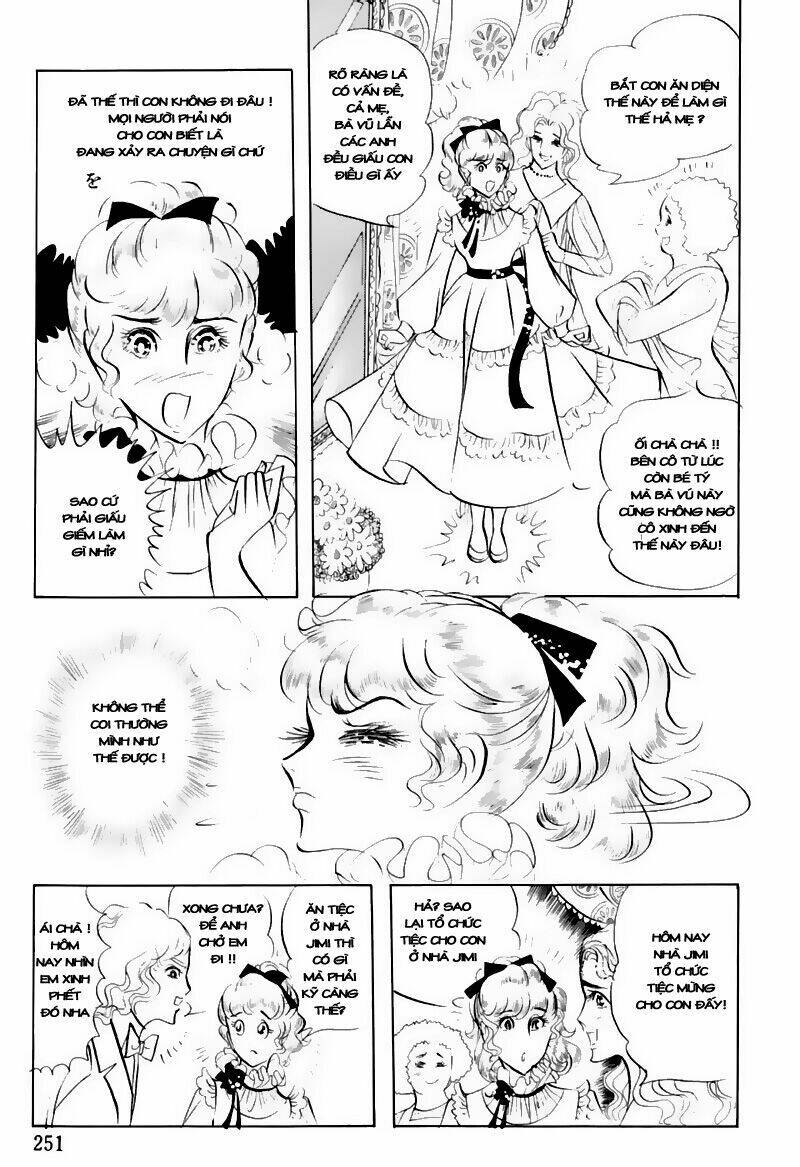 BẮT CON ĂN DIỆN
THẾ NÀY ĐỂ LÀM GÌ
THẾ HẢ MẸ ?
RÕ RÀNG LÀ
CÓ VẤN ĐỀ,
CẢ MẸ,
BÀ VŨ LẪN
CÁC ANH
ĐỀU GIẤU CON
ĐIỀU GÌ ẤY
ỐI CHÀ CHÀ !!
BÊN CÔ TỪ LÚC
CÒN BÉ TÝ
MÀ BÀ VÚ NÀY
CŨNG KHÔNG NGỜ
CÔ XINH ĐẾN
THẾ NÀY ĐÂU!
ĐÃ THẾ THÌ CON KHÔNG ĐI ĐÂU !
MỌI NGƯỜI PHẢI NÓI
CHO CON BIẾT LÀ
ĐANG XẢY RA CHUYỆN GÌ CHỨ
を
SAO CỨ
PHẢI GIẤU
GIẾM LÀM
GÌ NHỈ?
KHÔNG THỂ
COI THƯỜNG
MÌNH NHƯ
THẾ ĐƯỢC !
HÔM NAY
NHÀ JIMI
TỔ CHỨC
TIỆC MỪNG
CHO CON ĐẤY!
HẢ? SAO
LẠI TỔ CHỨC
TIỆC CHO CON
Ở NHÀ JIMI
ĂN TIỆC
Ở NHÀ
JIMI THÌ
CÓ GÌ
MÀ PHẢI
KỸ CÀNG
THẾ?
XONG CHƯA?
ĐỂ ANH
CHỞ EM
ĐI !!
ÁI CHÀ !
HÔM
NAY NHÌN
EM XINH
PHẾT
ĐÓ NHA
251